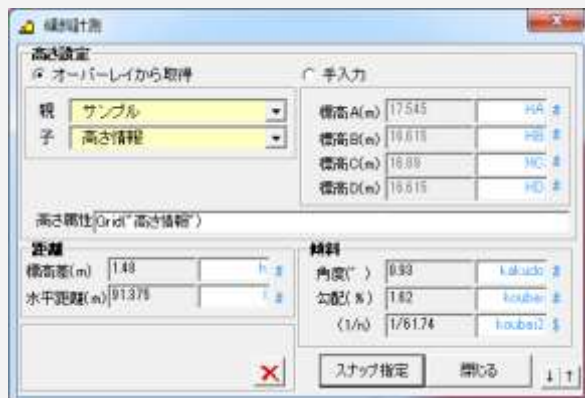 傾斜計測
高さ設定
オーバーレイから取得
手入力
親 サンプル
子 高さ情報
標高A(m) 17.545 HA #
標高B(m) 16.615 HB #
標高C(m) HC #
標高D(m) 16.615 HD #
高さ属性 Grid("高さ情報")
距離
標高差(m) 1.48 h #
水平距離(m) 91.376 #
傾斜
角度(°) 0.93 kakudo #
勾配(%) 1.62 koubai #
(1/n) 1/61.74 koubai2 $
スナップ指定
閉じる
↓ ↑